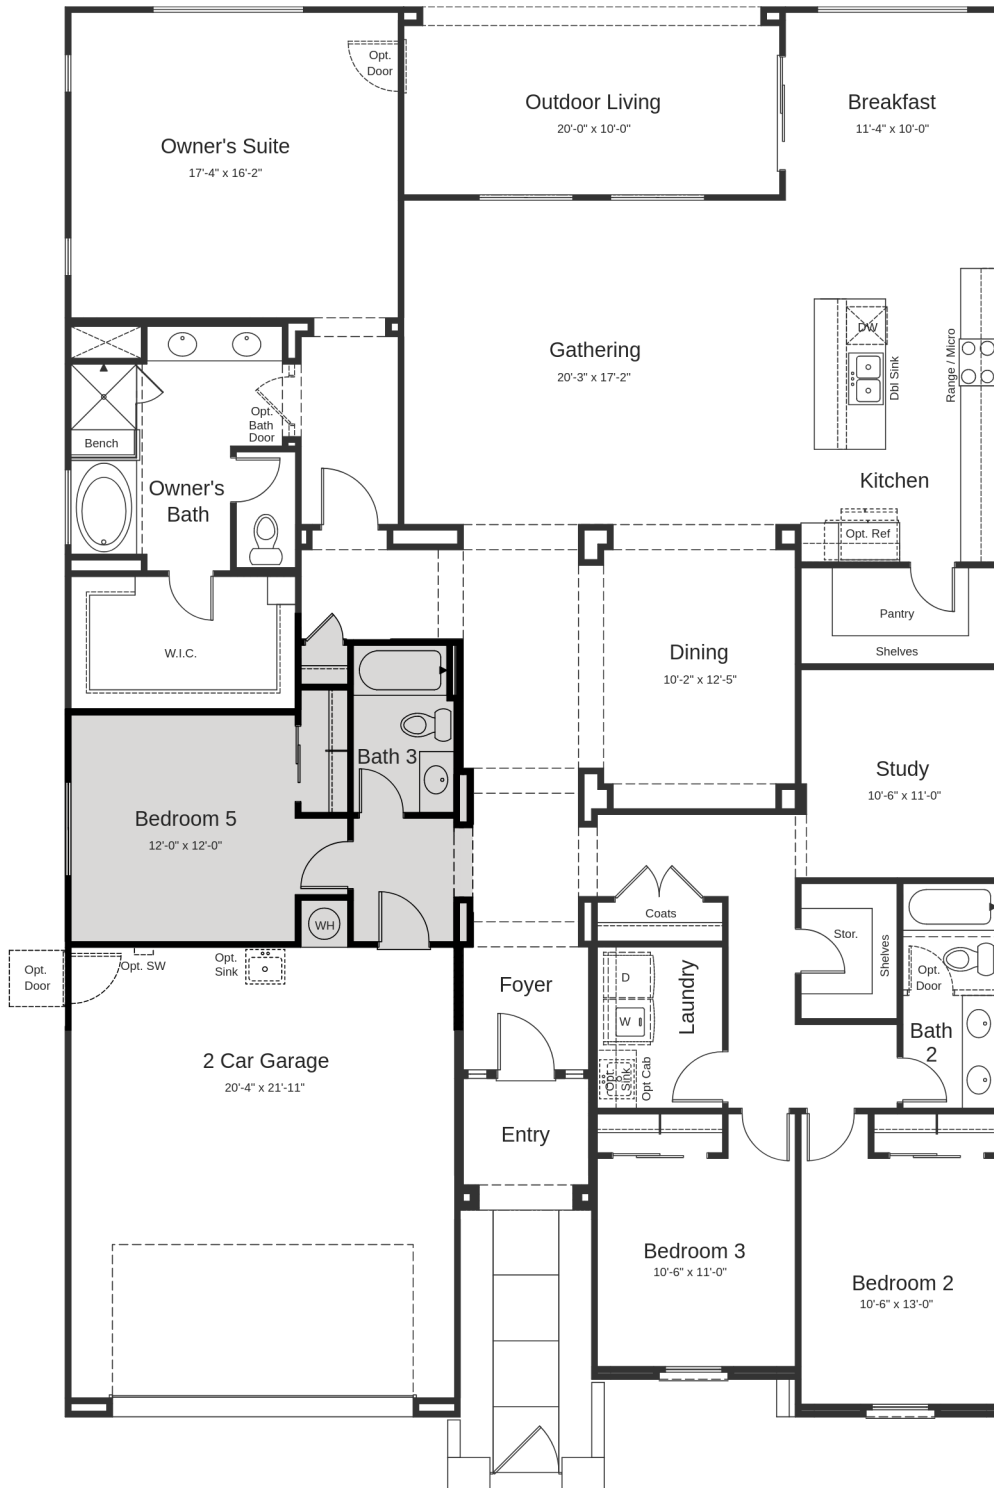 Opt.
Door
Outdoor Living
20'-0" x 10'-0"
Breakfast
11'-4" x 10'-0"
Owner's Suite
17'-4" x 16'-2"
DW
Gathering
20'-3" x 17'-2"
Dbl Sink
Range / Micro
Opt.
Bath
Door
Bench
Owner's
Bath
Kitchen
Opt. Ref
Pantry
Shelves
W.I.C.
Dining
10'-2" x 12'-5"
Bath 3
Study
10'-6" x 11'-0"
Bedroom 5
12'-0" x 12'-0"
WH
Coats
Stor.
Shelves
Opt.
Door
Opt. SW
Opt.
Sink
Opt.
Door
Foyer
D
W
Laundry
Opt.
Sink
Opt Cab
Bath
2
2 Car Garage
20'-4" x 21'-11"
Entry
Bedroom 3
10'-6" x 11'-0"
Bedroom 2
10'-6" x 13'-0"